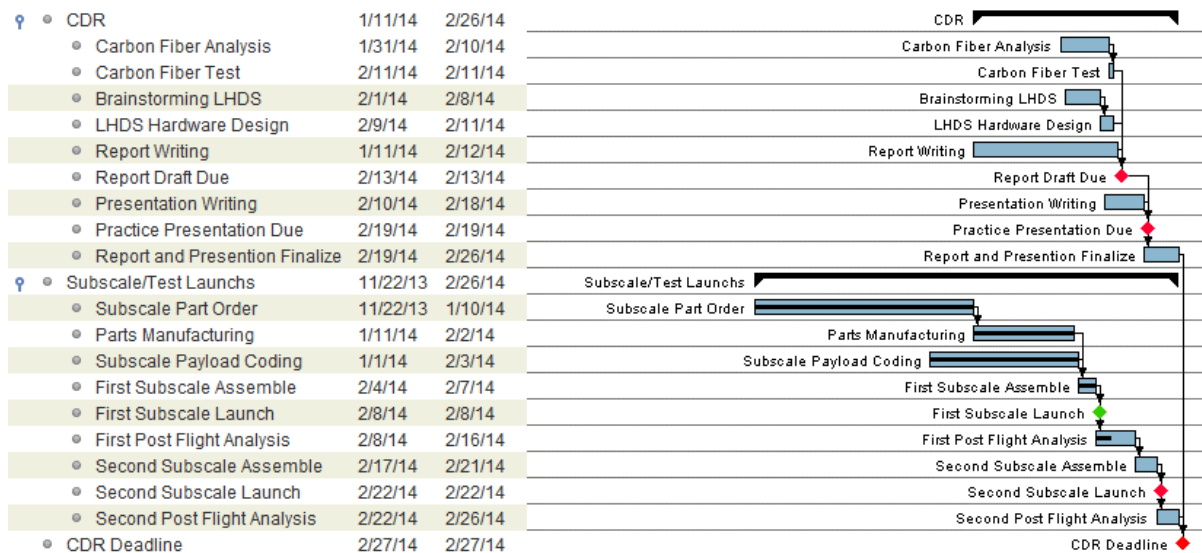 CDR 1/11/14 2/26/14 CDR
Carbon Fiber Analysis 1/31/14 2/10/14 Carbon Fiber Analysis
Carbon Fiber Test 2/11/14 2/11/14 Carbon Fiber Test
Brainstorming LHDS 2/1/14 2/8/14 Brainstorming LHDS
LHDS Hardware Design 2/9/14 2/11/14 LHDS Hardware Design
Report Writing 1/11/14 2/12/14 Report Writing
Report Draft Due 2/13/14 2/13/14 Report Draft Due
Presentation Writing 2/10/14 2/18/14 Presentation Writing
Practice Presentation Due 2/19/14 2/19/14 Practice Presentation Due
Report and Presention Finalize 2/19/14 2/26/14 Report and Presention Finalize
Subscale/Test Launchs 11/22/13 2/26/14 Subscale/Test Launchs
Subscale Part Order 11/22/13 1/10/14 Subscale Part Order
Parts Manufacturing 1/11/14 2/2/14 Parts Manufacturing
Subscale Payload Coding 1/1/14 2/3/14 Subscale Payload Coding
First Subscale Assemble 2/4/14 2/7/14 First Subscale Assemble
First Subscale Launch 2/8/14 2/8/14 First Subscale Launch
First Post Flight Analysis 2/8/14 2/16/14 First Post Flight Analysis
Second Subscale Assemble 2/17/14 2/21/14 Second Subscale Assemble
Second Subscale Launch 2/22/14 2/22/14 Second Subscale Launch
Second Post Flight Analysis 2/22/14 2/26/14 Second Post Flight Analysis
CDR Deadline 2/27/14 2/27/14 CDR Deadline